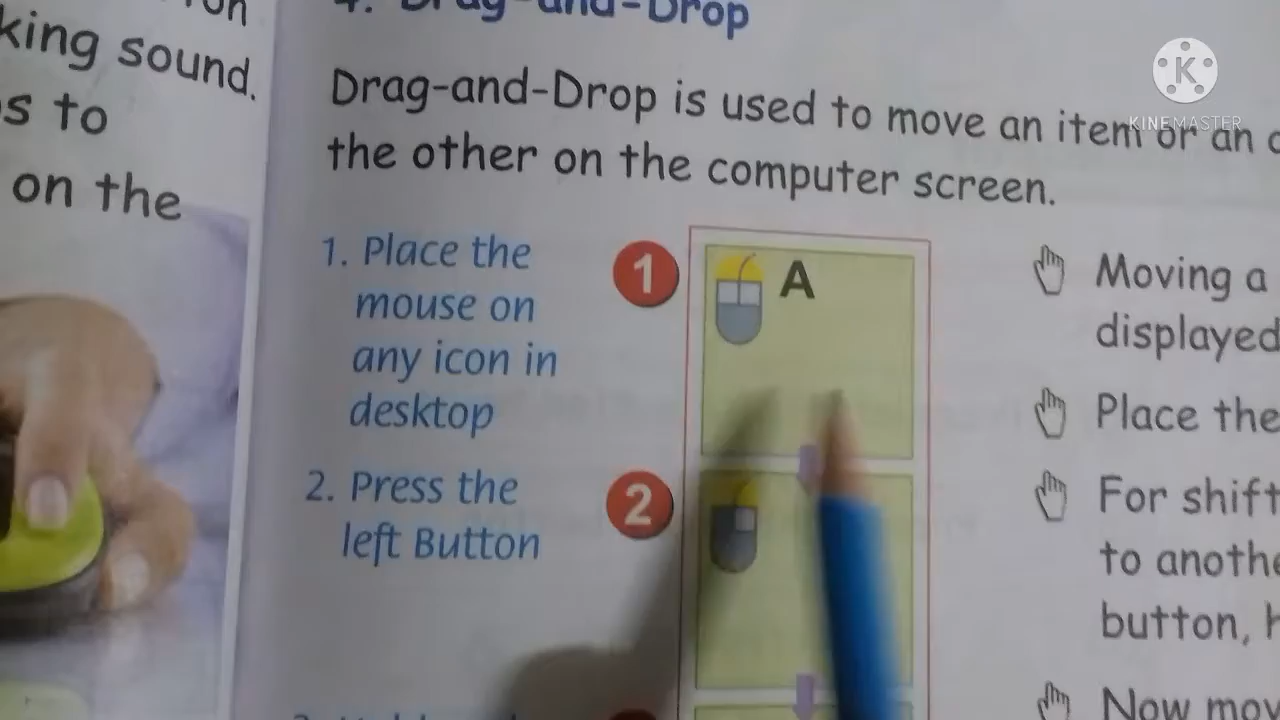 king sound.
s to
on the
4. Drag-and-Drop
Drag-and-Drop is used to move an item or an
the other on the computer screen.
1. Place the
mouse on
any icon in
desktop
2. Press the
left Button
1
A
2
Moving a
displayed
Place the
For shift
to anothe
button, h
Now mov
K
KINEMASTER